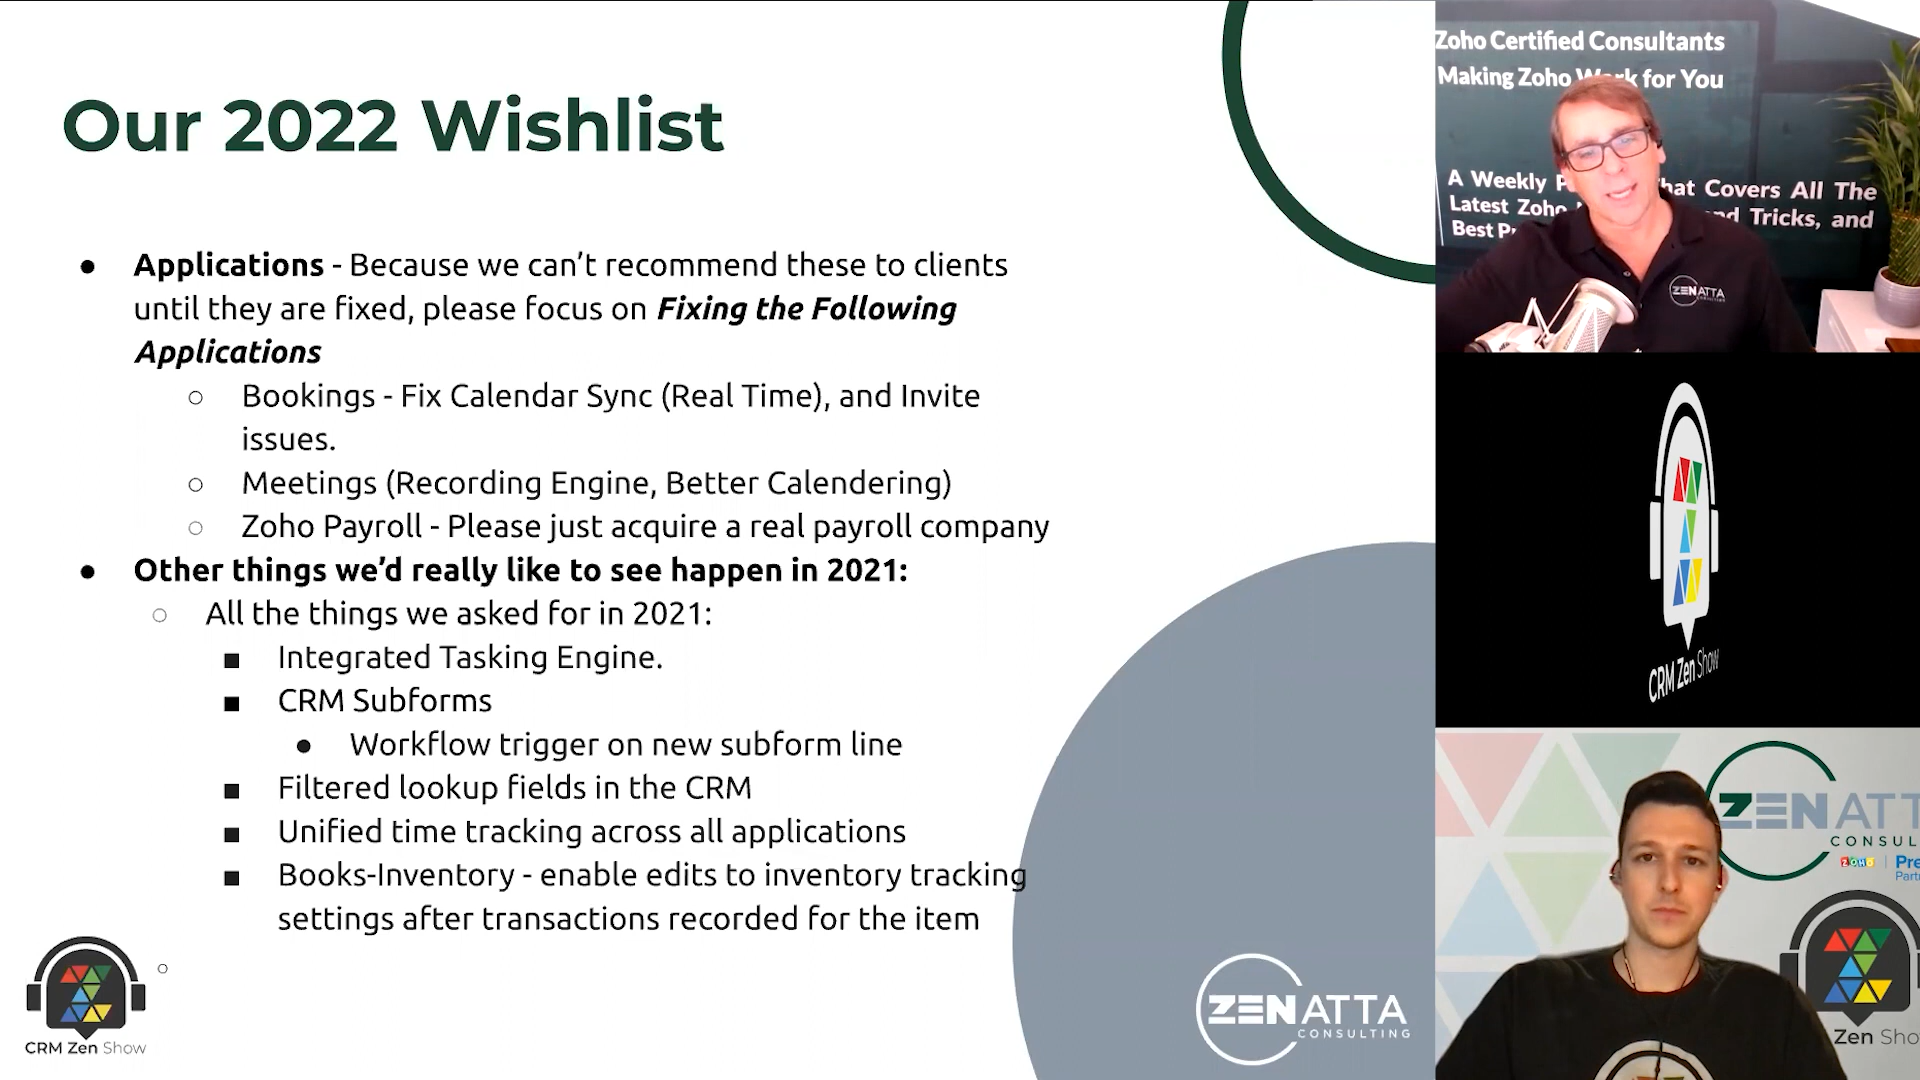 Our 2022 Wishlist
● Applications - Because we can’t recommend these to clients
until they are fixed, please focus on Fixing the Following
Applications
○ Bookings - Fix Calendar Sync (Real Time), and Invite
issues.
○ Meetings (Recording Engine, Better Calendering)
○ Zoho Payroll - Please just acquire a real payroll company
● Other things we’d really like to see happen in 2021:
○ All the things we asked for in 2021:
■ Integrated Tasking Engine.
■ CRM Subforms
● Workflow trigger on new subform line
■ Filtered lookup fields in the CRM
■ Unified time tracking across all applications
■ Books-Inventory - enable edits to inventory tracking
settings after transactions recorded for the item
○
CRM Zen Show
ZENATTA
CONSULTING
Zoho Certified Consultants
Making Zoho Work for You
A Weekly That Covers All The
Latest Zoho and Tricks, and
Best
ZENATTA
CRM Zen Show
ZENATT
CONSUL
ZOHO | Pre
Part
Zen Sho